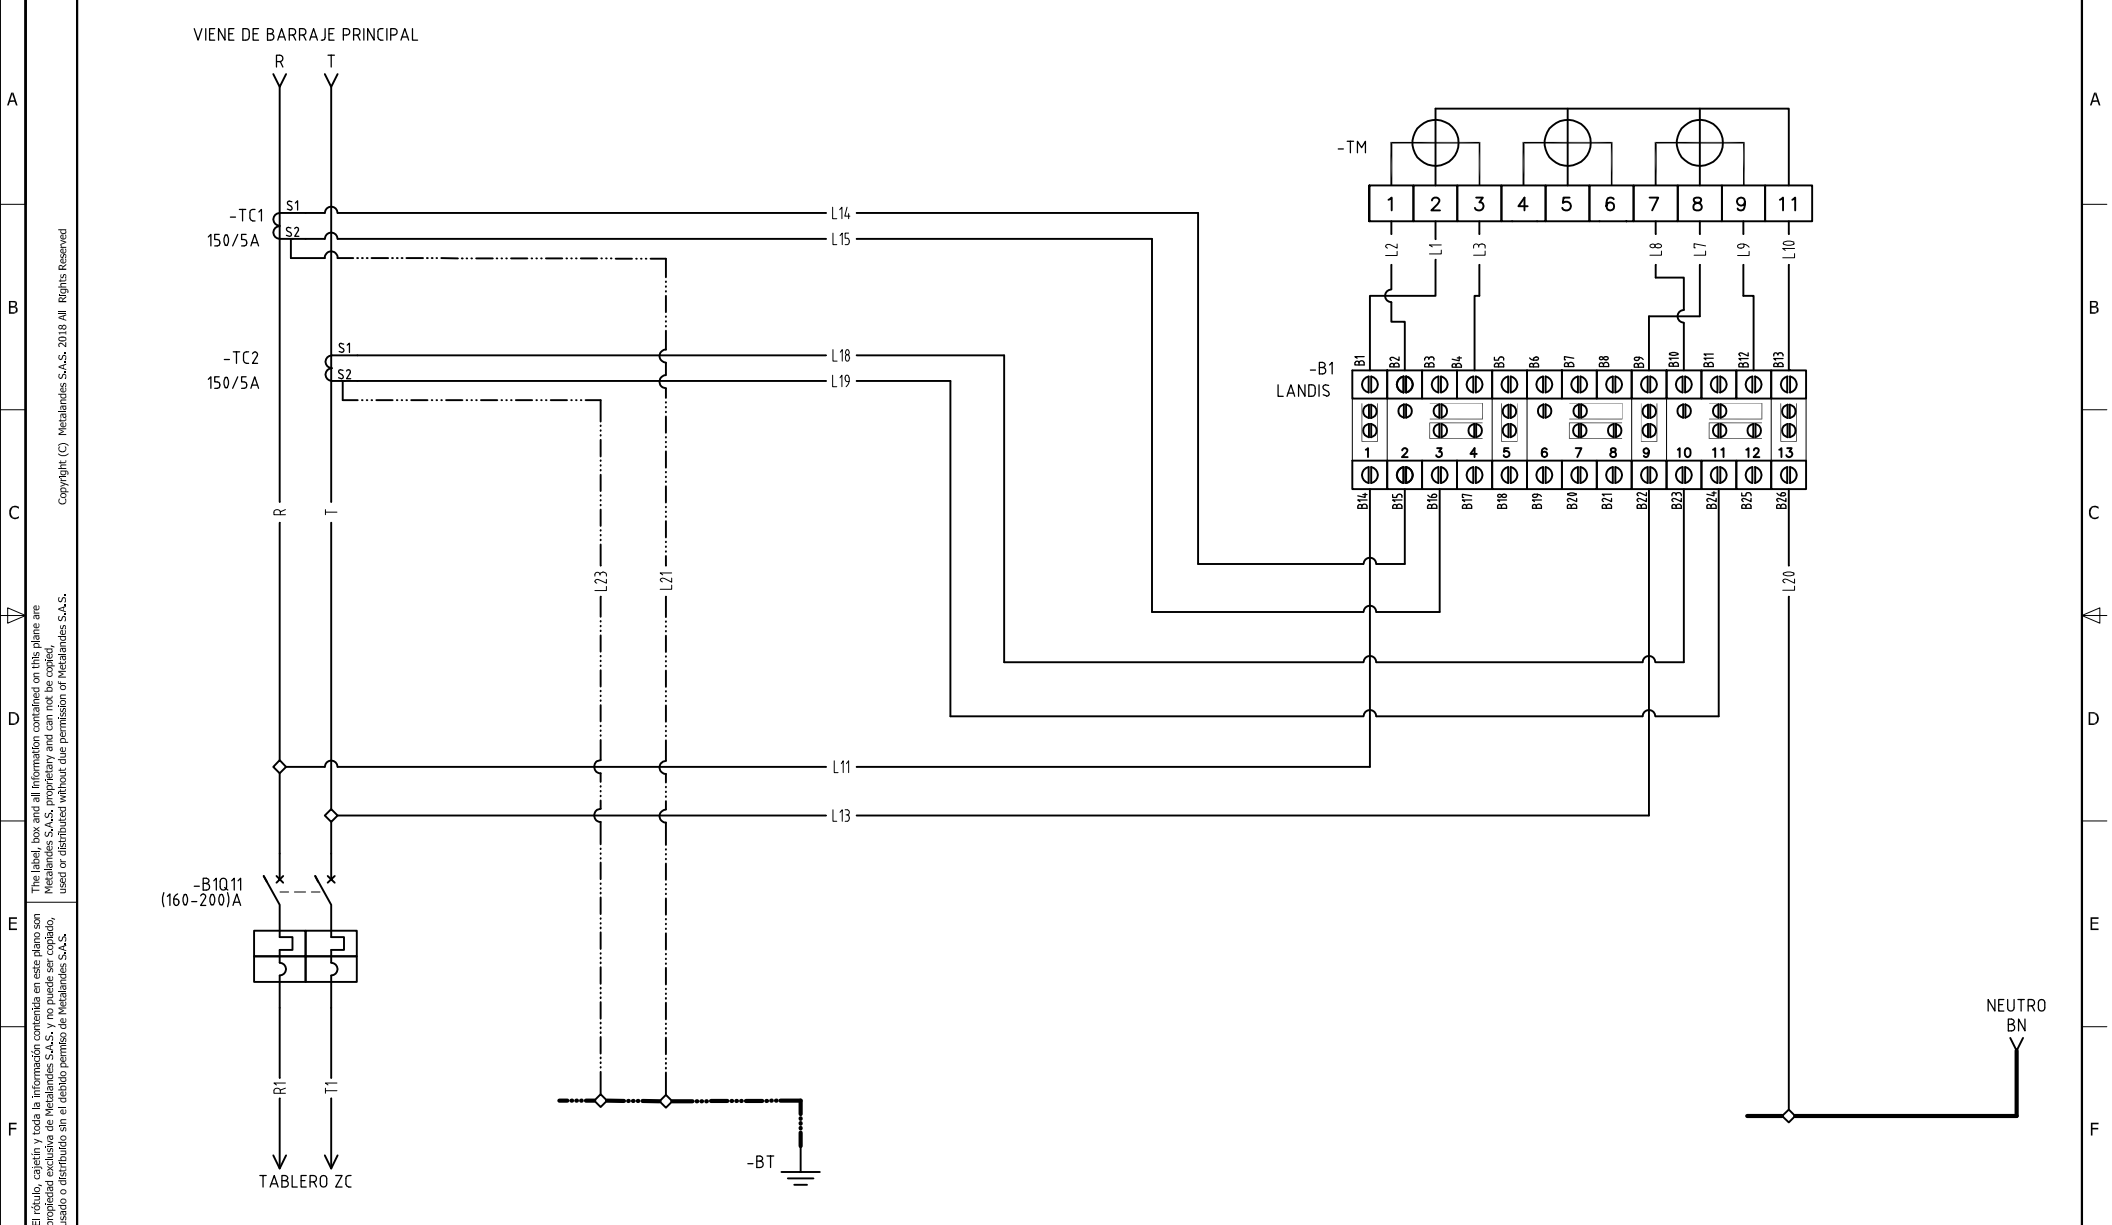 VIENE DE BARRAJE PRINCIPAL
R T
A A
-TM
1 2 3 4 5 6 7 8 9 11
-TC1
150/5A
S1
S2
L14
L15
L2 L1 L3 L8 L7 L9 L10
B B
-TC2
150/5A
S1
S2
L18
L19
-B1
LANDIS
B1 B2 B3 B4 B5 B6 B7 B8 B9 B10 B11 B12 B13
1 2 3 4 5 6 7 8 9 10 11 12 13
B14 B15 B16 B17 B18 B19 B20 B21 B22 B23 B24 B25 B26
C C
R T
L23 L21
L20
D D
L11
L13
-B1Q11
(160-200)A
E E
NEUTRO
BN
R1 T1
F F
-BT
TABLERO ZC
Copyright (C) Metalandes S.A.S. 2018 All Rights Reserved
The label, box and all information contained on this plane are
Metalandes S.A.S. proprietary and can not be copied,
used or distributed without due permission of Metalandes S.A.S.
El rótulo, cajetín y toda la información contenida en este plano son
propiedad exclusiva de Metalandes S.A.S. y no puede ser copiado,
usado o distribuído sin el debido permiso de Metalandes S.A.S.